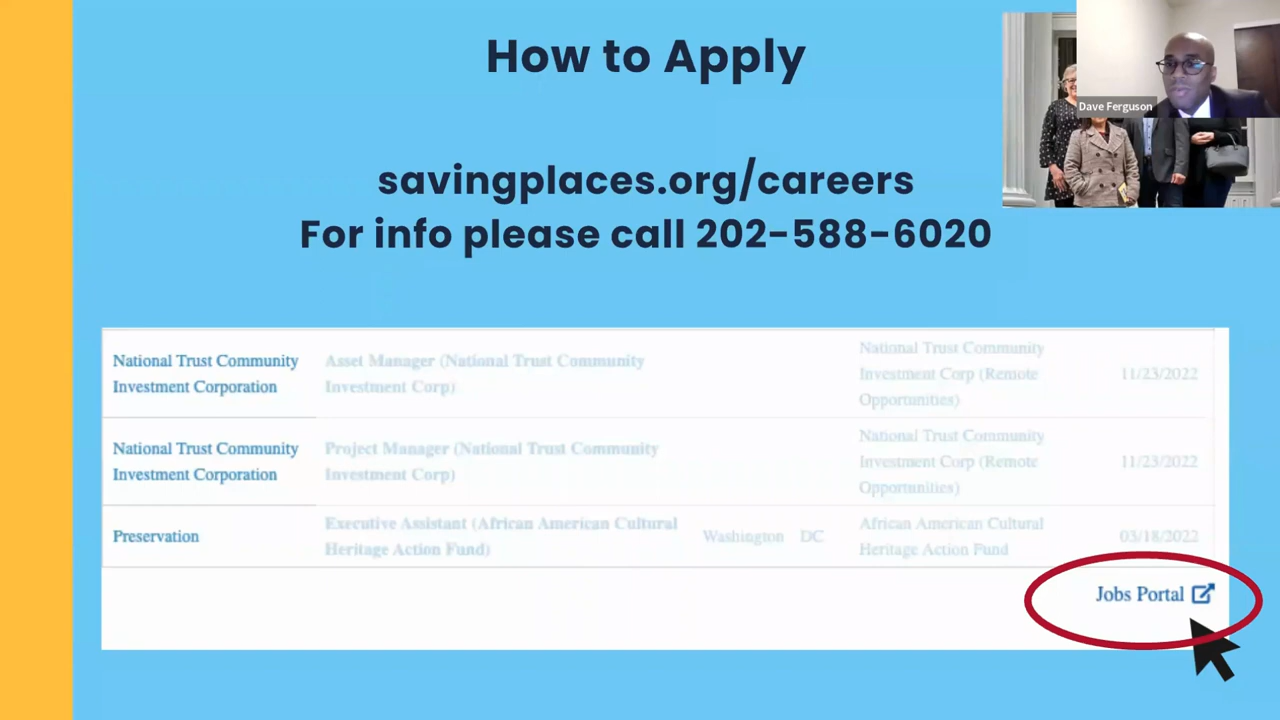 How to Apply
savingplaces.org/careers
For info please call 202-588-6020
Dave Ferguson
National Trust Community
Investment Corporation
Asset Manager (National Trust Community
Investment Corp)
National Trust Community
Investment Corp (Remote
Opportunities)
11/23/2022
National Trust Community
Investment Corporation
Project Manager (National Trust Community
Investment Corp)
National Trust Community
Investment Corp (Remote
Opportunities)
11/23/2022
Preservation
Executive Assistant (African American Cultural
Heritage Action Fund)
Washington DC
African American Cultural
Heritage Action Fund
03/18/2022
Jobs Portal